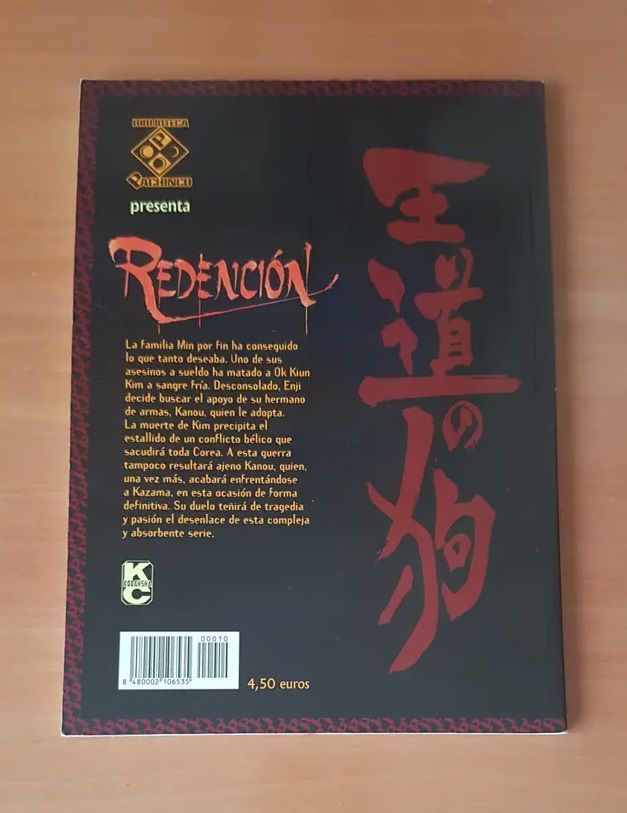 BIBLIOTECA
PACHINCO
presenta
REDENCIÓN
La Familia Min por fin ha conseguido
lo que tanto deseaba. Uno de sus
asesinos a sueldo ha matado a Ok Kiun
Kim a sangre fría. Desconsolado, Enji
decide buscar el apoyo de su hermano
de armas, Kanou, quien le adopta.
La muerte de Kim precipita el
estallido de un conflicto bélico que
sacudirá toda Corea. A esta guerra
tampoco resultará ajeno Kanou, quien,
una vez más, acabará enfrentándose
a Kazama, en esta ocasión de forma
definitiva. Su duelo teñirá de tragedia
y pasión el desenlace de esta compleja
y absorbente serie.
王道の狗
K
KODANSHA
C
00010
8 480002 106535
4,50 euros